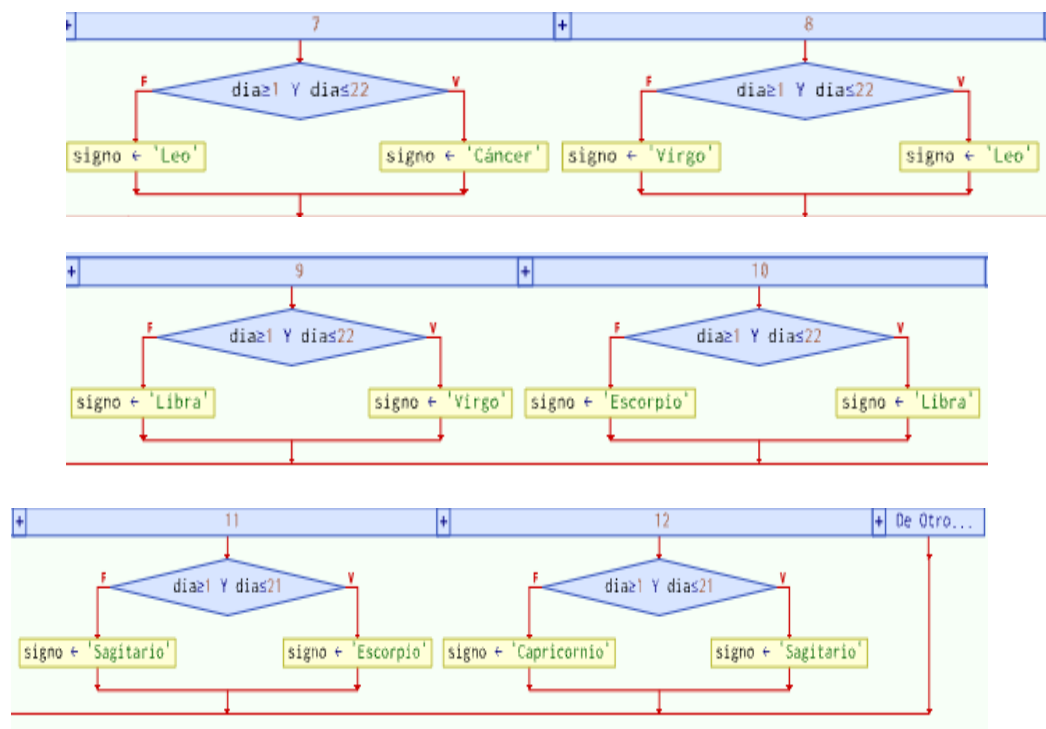 + 7 + 8
dia≥1 Y dia≤22 dia≥1 Y dia≤22
F V F V
signo ← 'Leo' signo ← 'Cáncer' signo ← 'Virgo' signo ← 'Leo'
+ 9 + 10
dia≥1 Y dia≤22 dia≥1 Y dia≤22
F V F V
signo ← 'Libra' signo ← 'Virgo' signo ← 'Escorpio' signo ← 'Libra'
+ 11 + 12 + De Otro...
dia≥1 Y dia≤21 dia≥1 Y dia≤21
F V F V
signo ← 'Sagitario' signo ← 'Escorpio' signo ← 'Capricornio' signo ← 'Sagitario'